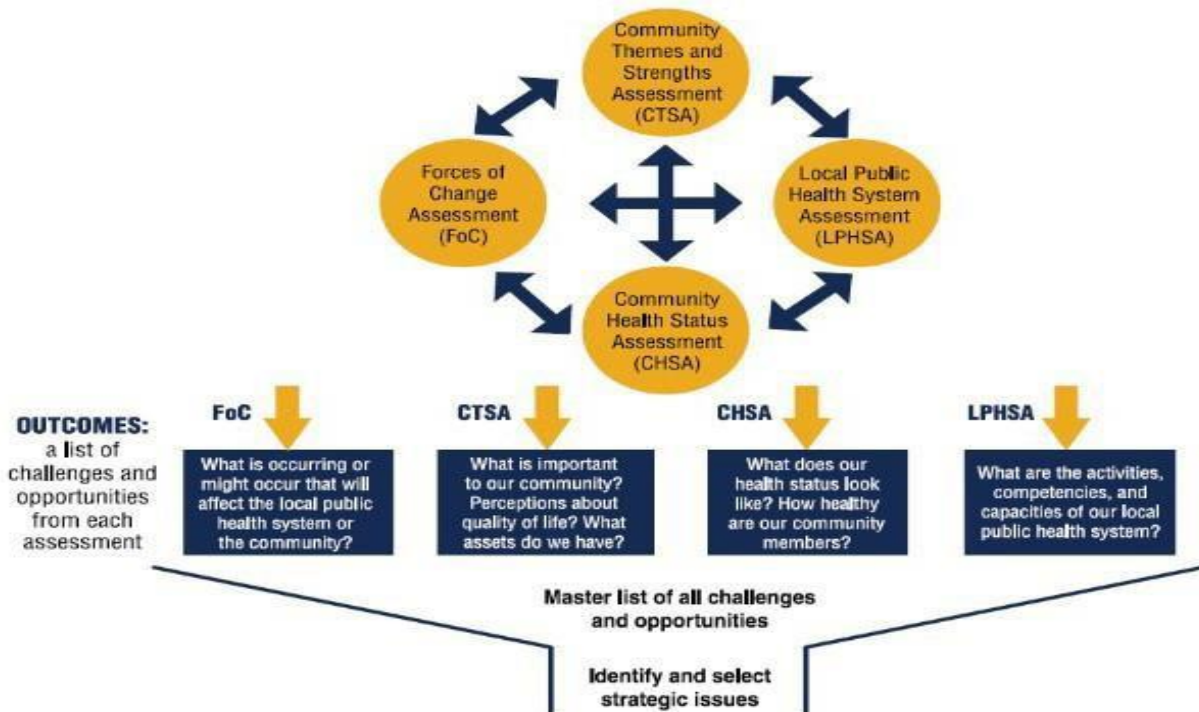 Community
Themes and
Strengths
Assessment
(CTSA)
Forces of
Change
Assessment
(FoC)
Local Public
Health System
Assessment
(LPHSA)
Community
Health Status
Assessment
(CHSA)
OUTCOMES:
a list of
challenges and
opportunities
from each
assessment
FoC
What is occurring or
might occur that will
affect the local public
health system or
the community?
CTSA
What is important
to our community?
Perceptions about
quality of life? What
assets do we have?
CHSA
What does our
health status look
like? How healthy
are our community
members?
LPHSA
What are the activities,
competencies, and
capacities of our local
public health system?
Master list of all challenges
and opportunities
Identify and select
strategic issues